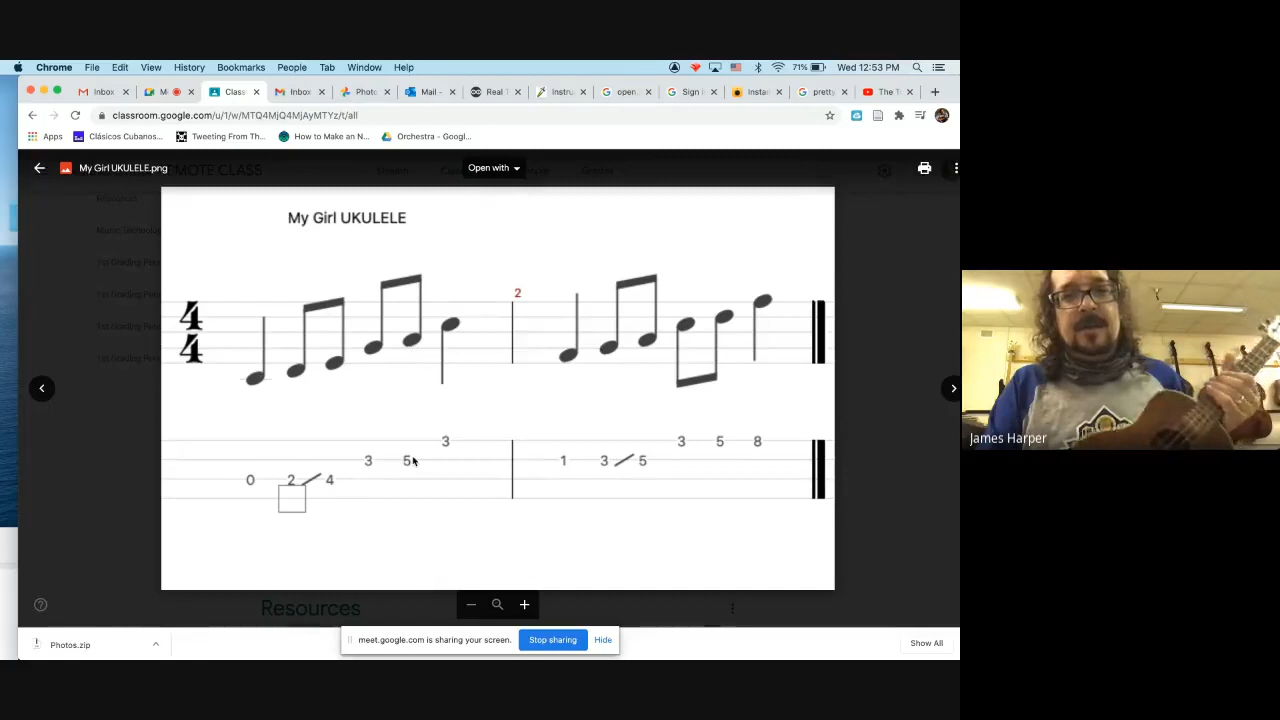 Chrome File Edit View History Bookmarks People Tab Window Help 71% Wed 12:53 PM
Inbox M Class Inbox Photo Mail - Real Instru open. Sign i Instan pretty The T
classroom.google.com/u/1/w/MTQ4MjQ4MjAyMTYz/t/all
Apps Clásicos Cubanos... Tweeting From Th... How to Make an N... Orchestra - Googl...
My Girl UKULELE.png EMOTE CLASS Open with
My Girl UKULELE
4 2
4
3 3 5 8
3 5 1 3 5
0 2 4
James Harper
Resources
meet.google.com is sharing your screen. Stop sharing Hide
Photos.zip Show All